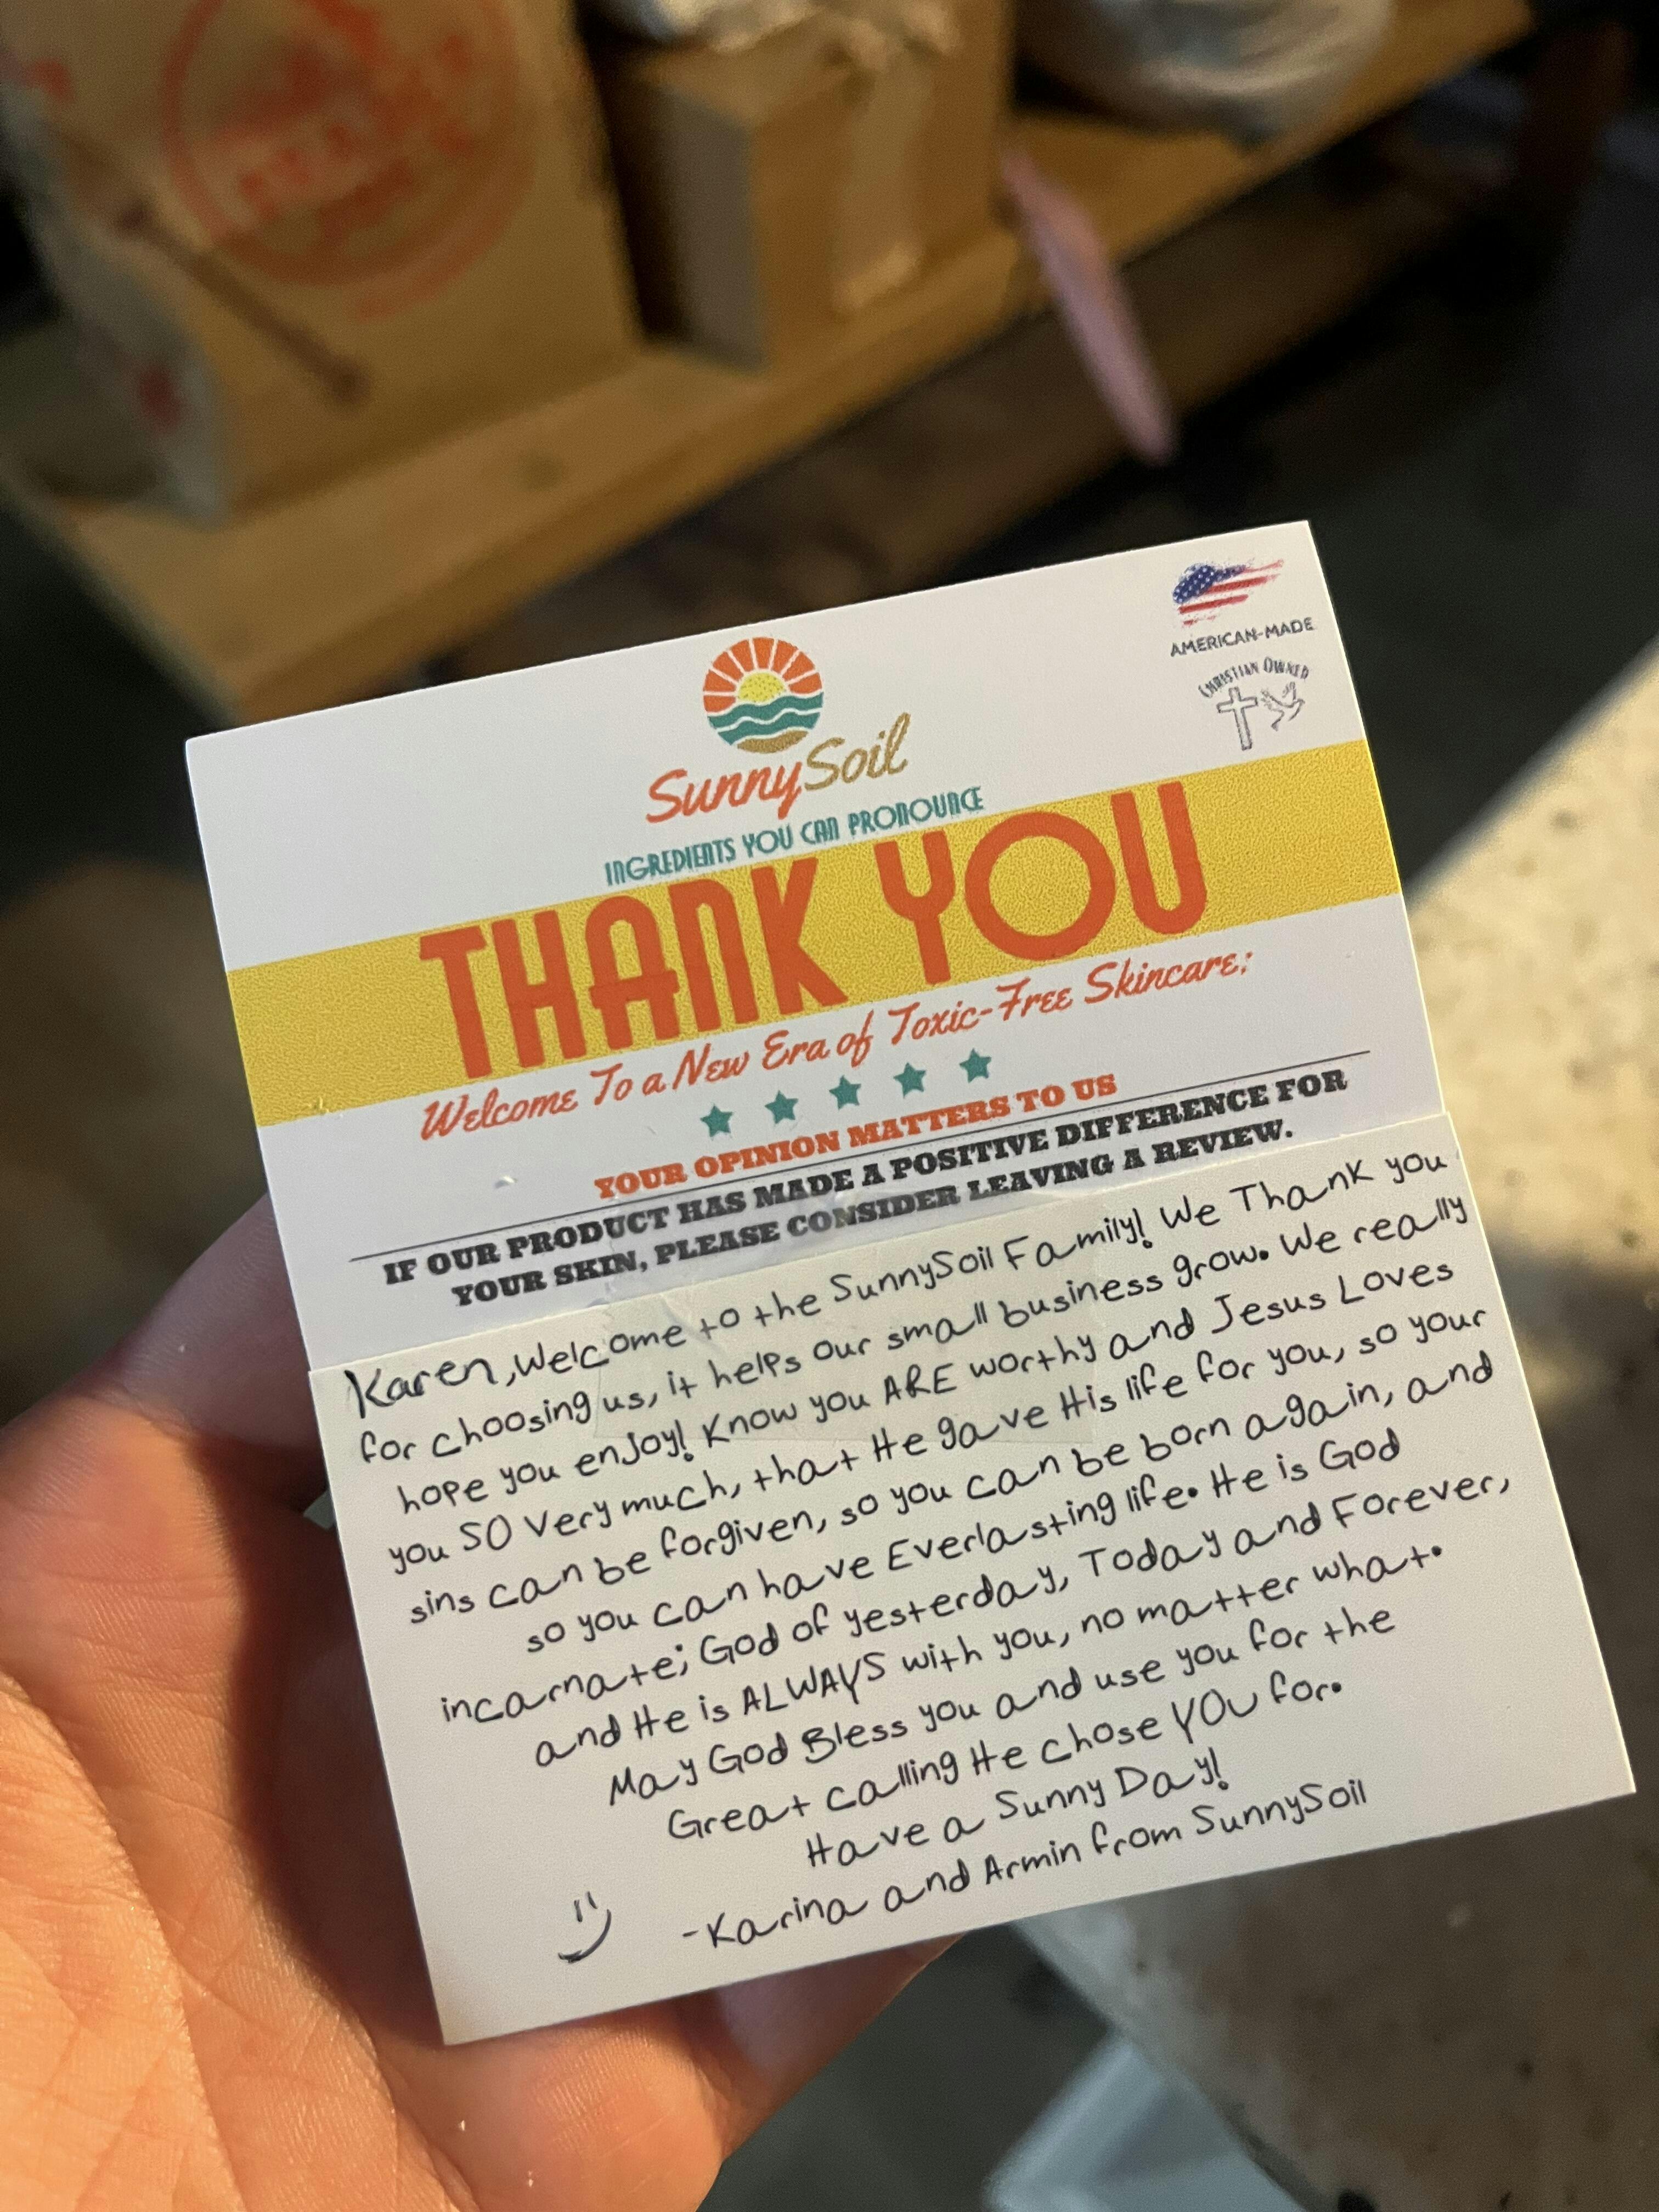 AMERICAN-MADE
CHRISTIAN OWNED
SunnySoil
INGREDIENTS YOU CAN PRONOUNCE
THANK YOU
Welcome To a New Era of Toxic-Free Skincare:
YOUR OPINION MATTERS TO US
IF OUR PRODUCT HAS MADE A POSITIVE DIFFERENCE FOR
YOUR SKIN, PLEASE CONSIDER LEAVING A REVIEW.
Karen, Welcome to the SunnySoil Family! We Thank you
for choosing us, it helps our small business grow. We really
hope you enjoy! Know you ARE worthy and Jesus Loves
you SO very much, that He gave His life for you, so your
sins can be forgiven, so you can be born again, and
so you can have Everlasting life. He is God
incarnate; God of yesterday, Today and Forever,
and He is ALWAYS with you, no matter what.
May God Bless you and use you for the
Great calling He chose YOU for.
Have a Sunny Day!
-Karina and Armin from SunnySoil